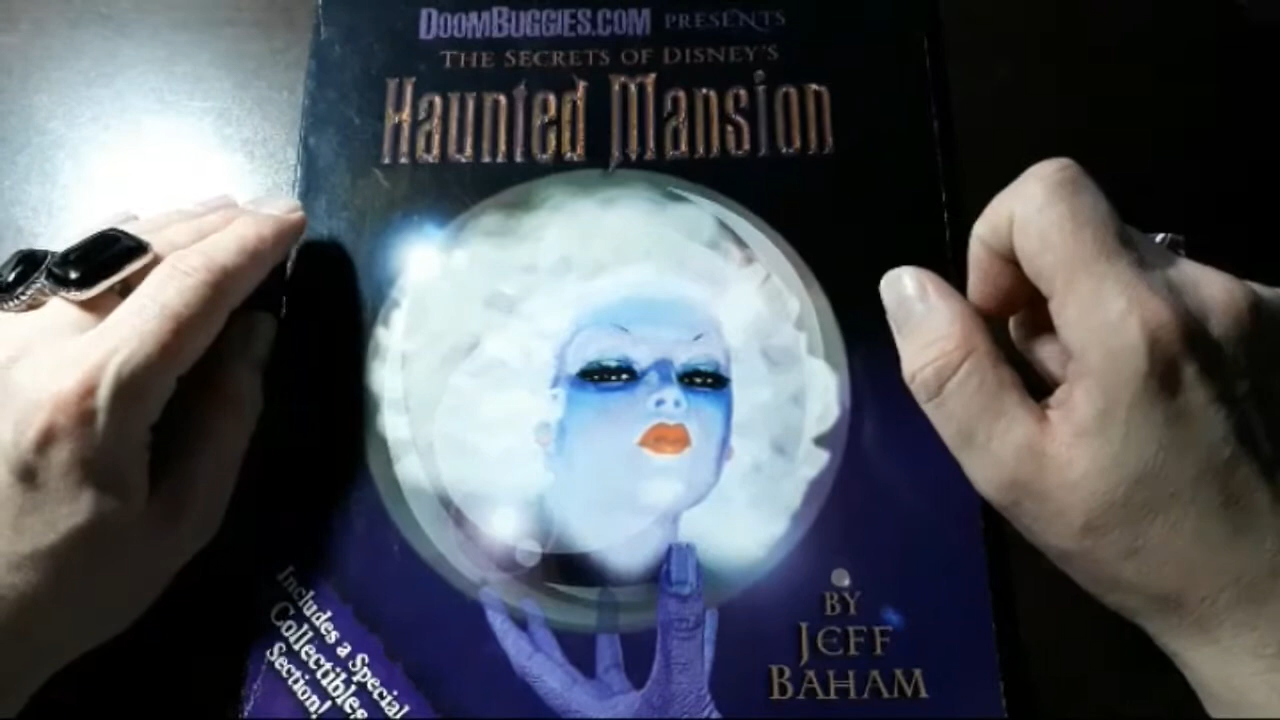 DOOMBUGGIES.COM PRESENTS
THE SECRETS OF DISNEY'S
Haunted Mansion
BY
JEFF
BAHAM
Includes a Special
Collectibles
Section!